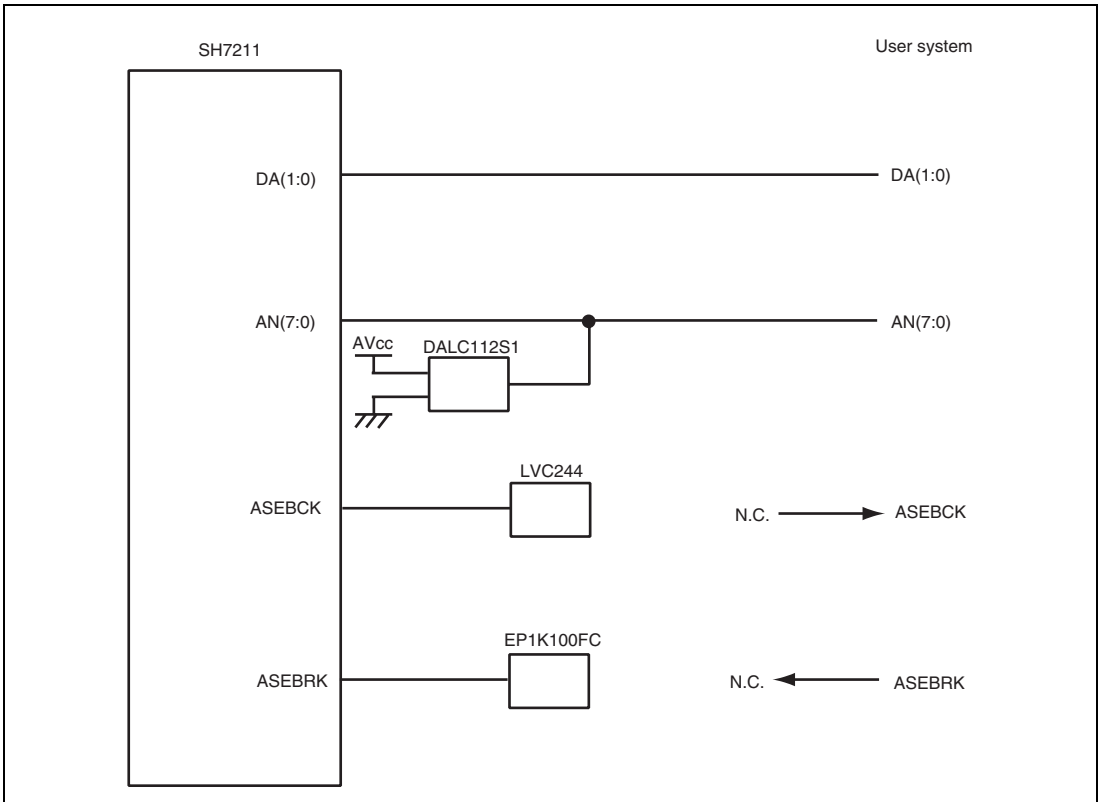 SH7211
User system
DA(1:0)
DA(1:0)
AN(7:0)
AN(7:0)
AVcc
DALC112S1
LVC244
ASEBCK
N.C.
ASEBCK
EP1K100FC
ASEBRK
N.C.
ASEBRK